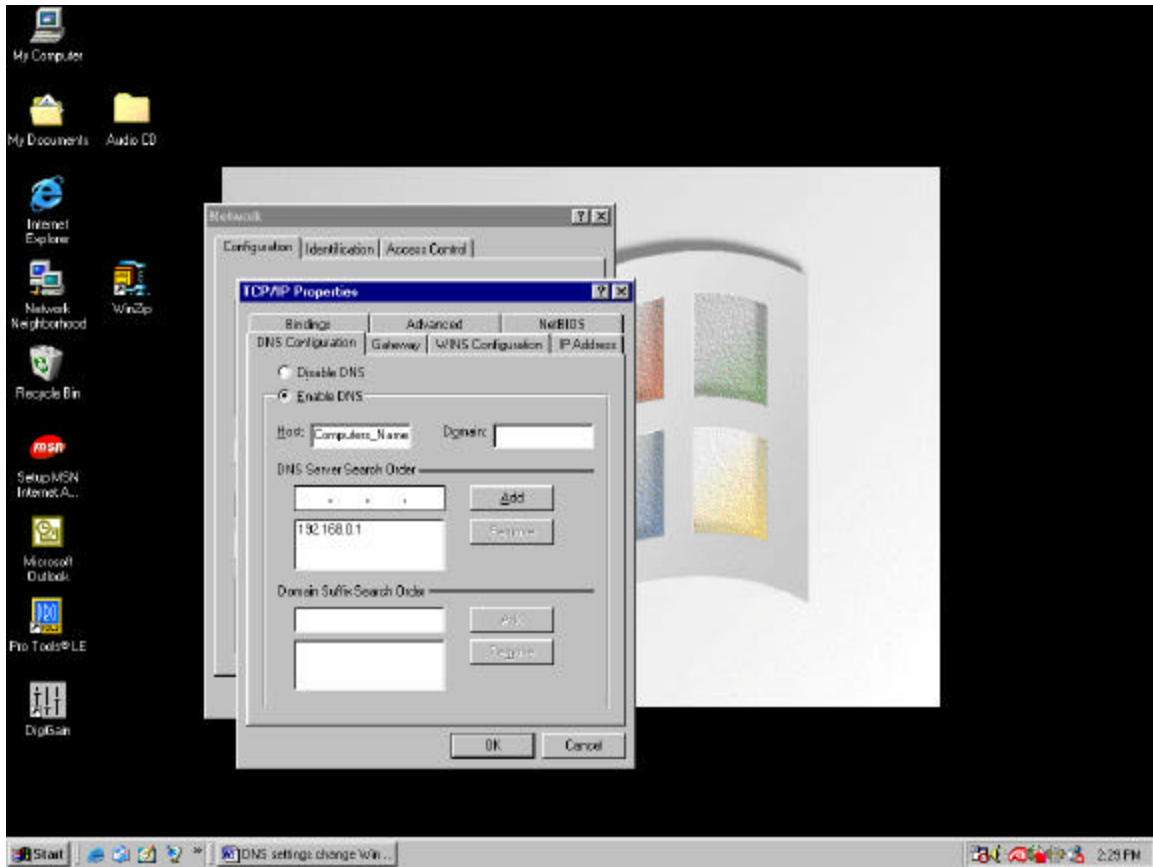 My Computer
My Documents
Audio CD
Internet
Explorer
Network
Neighborhood
WinZip
Recycle Bin
msn
Setup MSN
Internet A...
Microsoft
Outlook
Pro Tools® LE
DigiGain
Network
Configuration
Identification
Access Control
TCP/IP Properties
Bindings
Advanced
NetBIOS
DNS Configuration
Gateway
WINS Configuration
IP Address
Disable DNS
Enable DNS
Host:
Computers_Name
Domain:
DNS Server Search Order
. . .
Add
192.168.0.1
Remove
Domain Suffix Search Order
Add
Remove
OK
Cancel
Start
»
DNS settings change Win ...
2:29 PM